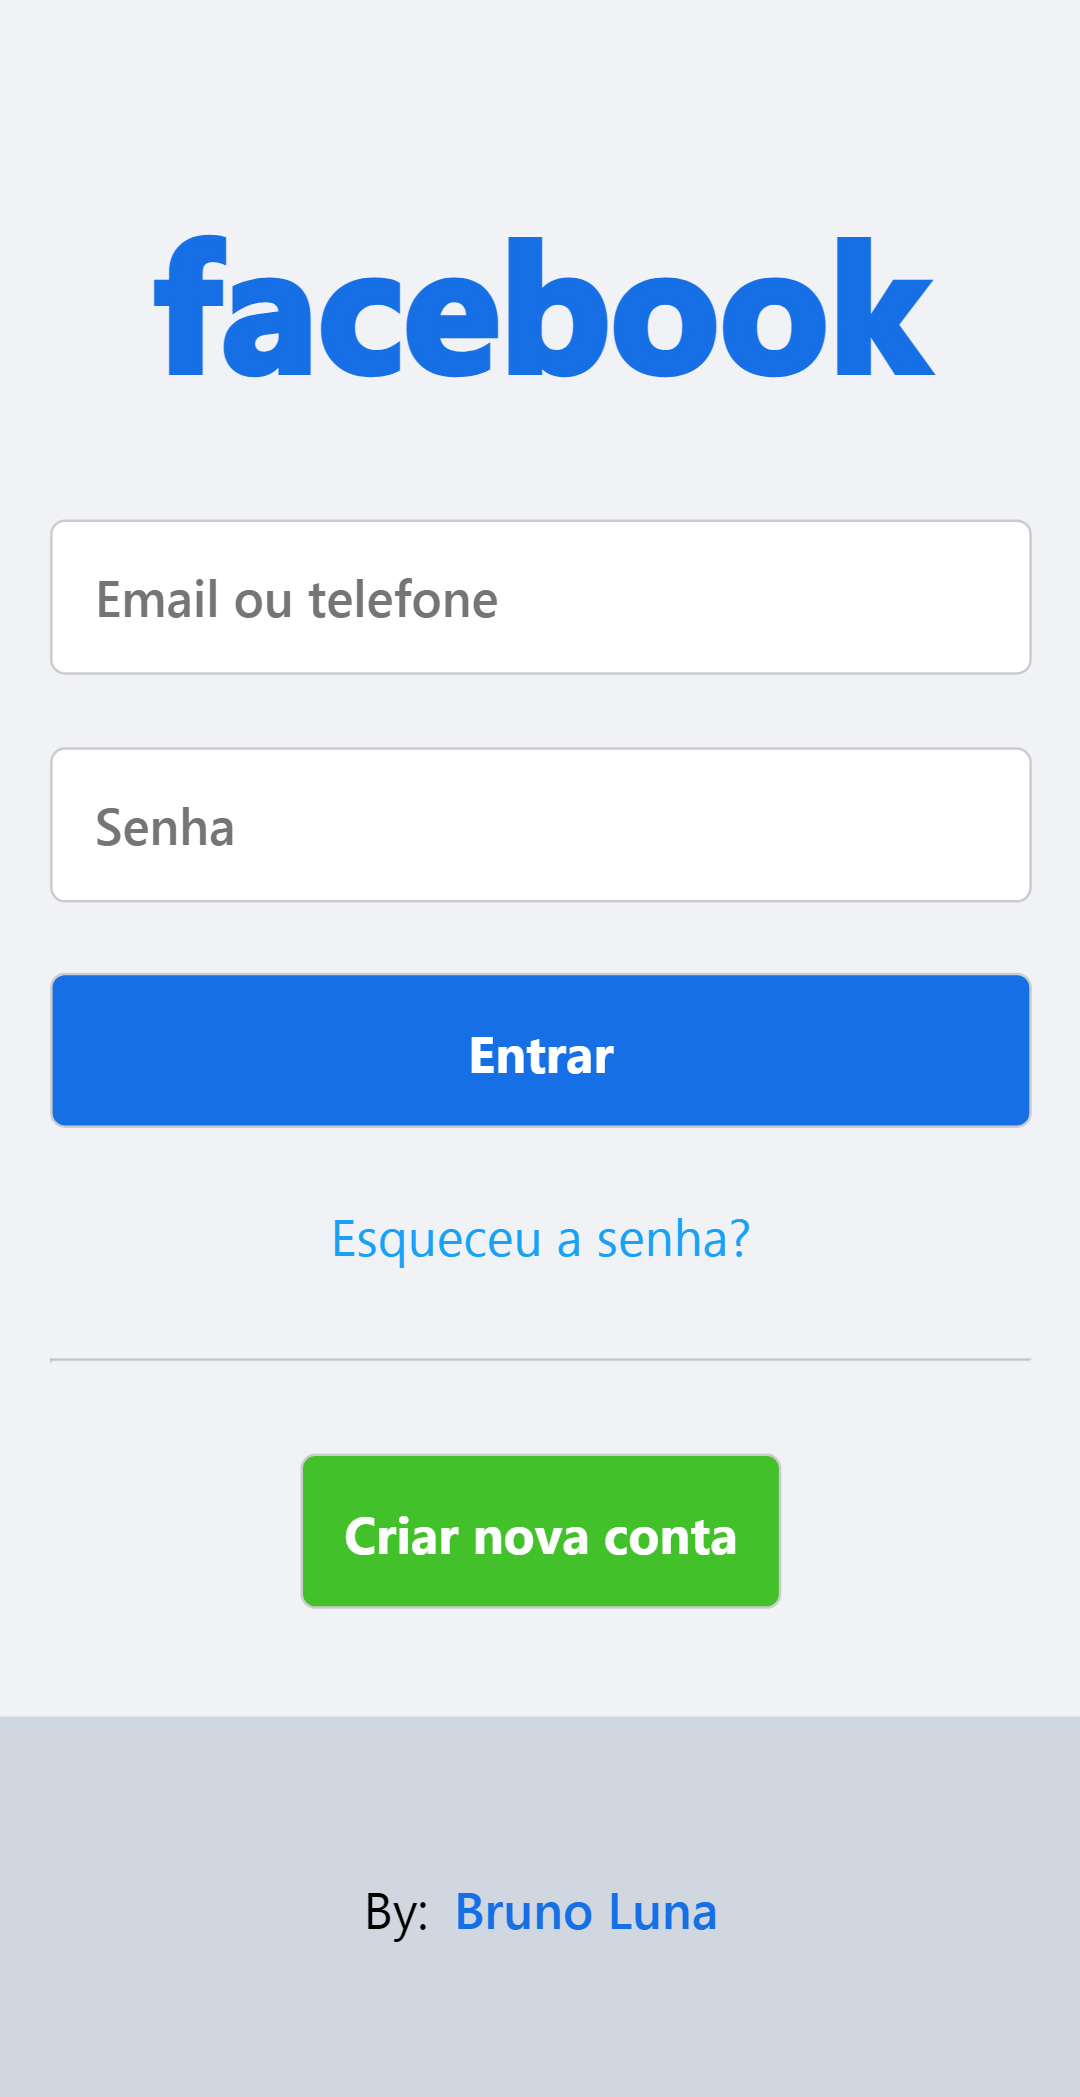 facebook
Email ou telefone
Senha
Entrar
Esqueceu a senha?
Criar nova conta
By: Bruno Luna